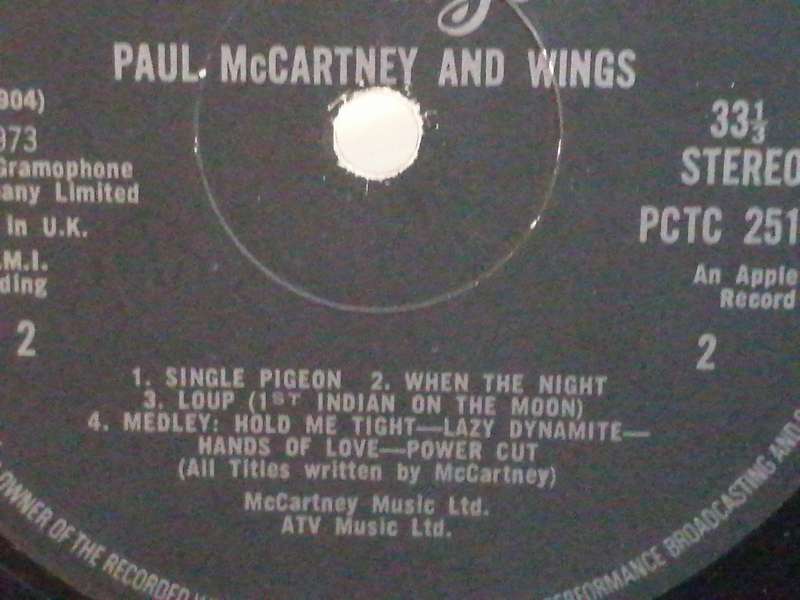 PAUL McCARTNEY AND WINGS
904)
973
Gramophone
any Limited
in U.K.
.M.I.
ding
33⅓
STEREO
PCTC 251
An Apple
Record
2
2
1. SINGLE PIGEON 2. WHEN THE NIGHT
3. LOUP (1ST INDIAN ON THE MOON)
4. MEDLEY: HOLD ME TIGHT—LAZY DYNAMITE—
HANDS OF LOVE—POWER CUT
(All Titles written by McCartney)
McCartney Music Ltd.
ATV Music Ltd.
OWNER OF THE RECORDED
PERFORMANCE BROADCASTING AND